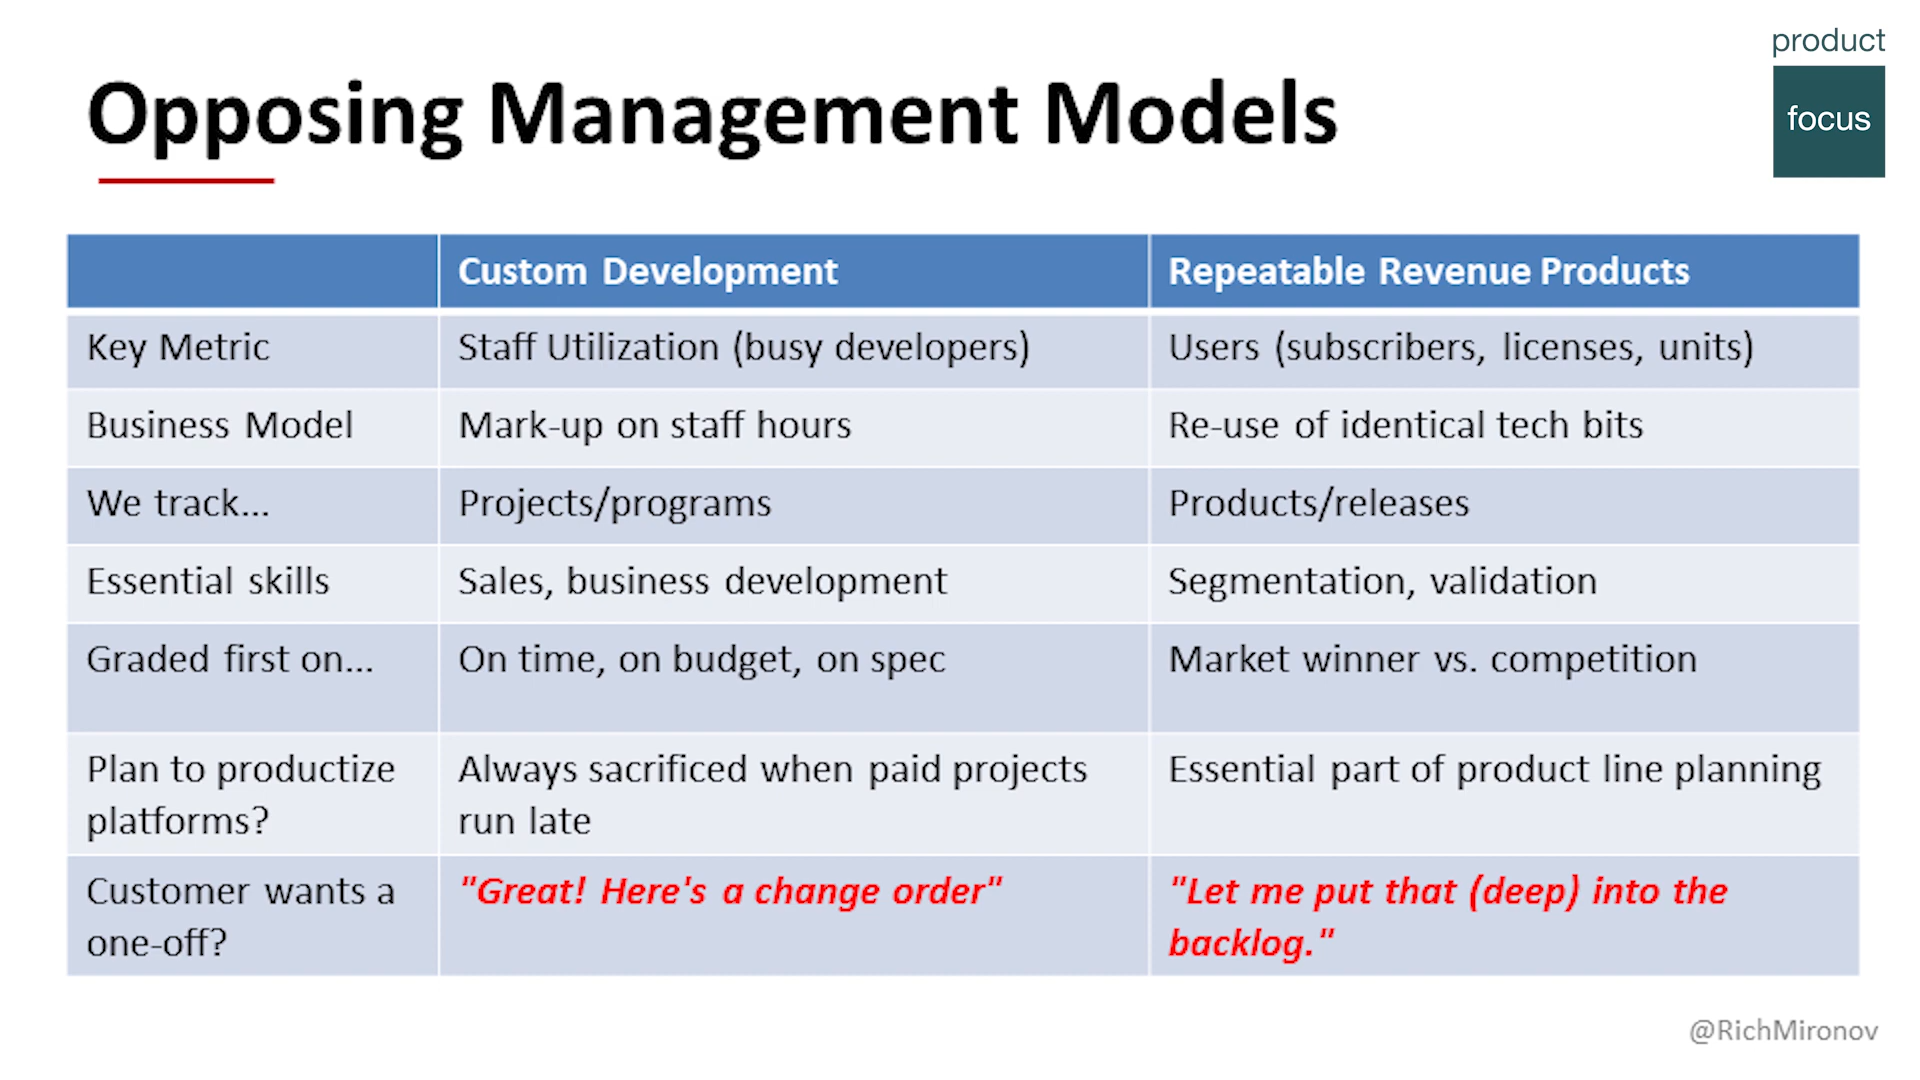 product
focus
Opposing Management Models
Custom Development
Repeatable Revenue Products
Key Metric
Staff Utilization (busy developers)
Users (subscribers, licenses, units)
Business Model
Mark-up on staff hours
Re-use of identical tech bits
We track...
Projects/programs
Products/releases
Essential skills
Sales, business development
Segmentation, validation
Graded first on...
On time, on budget, on spec
Market winner vs. competition
Plan to productize
platforms?
Always sacrificed when paid projects
run late
Essential part of product line planning
Customer wants a
one-off?
"Great! Here's a change order"
"Let me put that (deep) into the
backlog."
@RichMironov